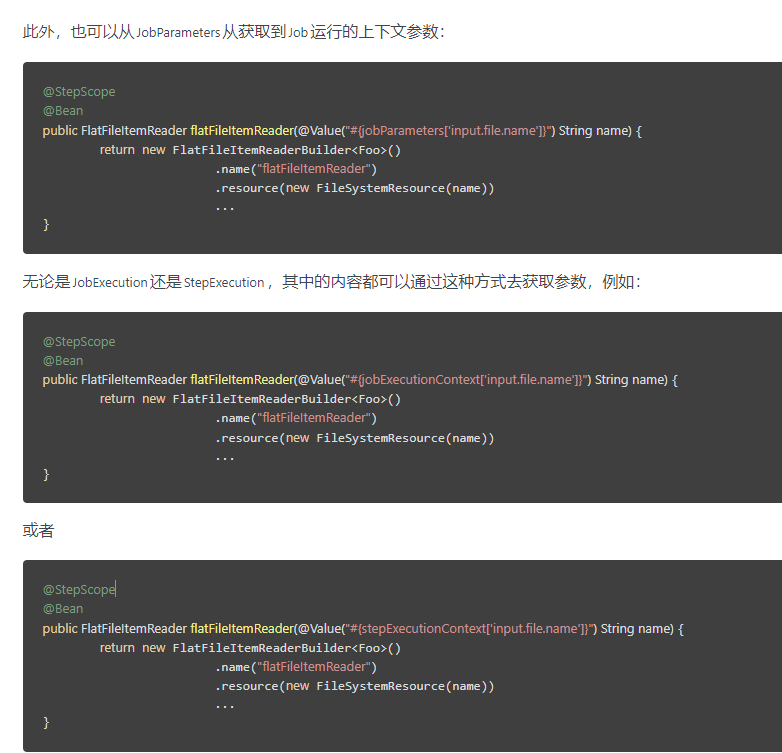 此外，也可以从JobParameters从获取到Job运行的上下文参数：
@StepScope
@Bean
public FlatFileItemReader flatFileItemReader(@Value("#{jobParameters['input.file.name']}") String name) {
return new FlatFileItemReaderBuilder<Foo>()
.name("flatFileItemReader")
.resource(new FileSystemResource(name))
...
}
无论是JobExecution还是StepExecution，其中的内容都可以通过这种方式去获取参数，例如：
@StepScope
@Bean
public FlatFileItemReader flatFileItemReader(@Value("#{jobExecutionContext['input.file.name']}") String name) {
return new FlatFileItemReaderBuilder<Foo>()
.name("flatFileItemReader")
.resource(new FileSystemResource(name))
...
}
或者
@StepScope
@Bean
public FlatFileItemReader flatFileItemReader(@Value("#{stepExecutionContext['input.file.name']}") String name) {
return new FlatFileItemReaderBuilder<Foo>()
.name("flatFileItemReader")
.resource(new FileSystemResource(name))
...
}